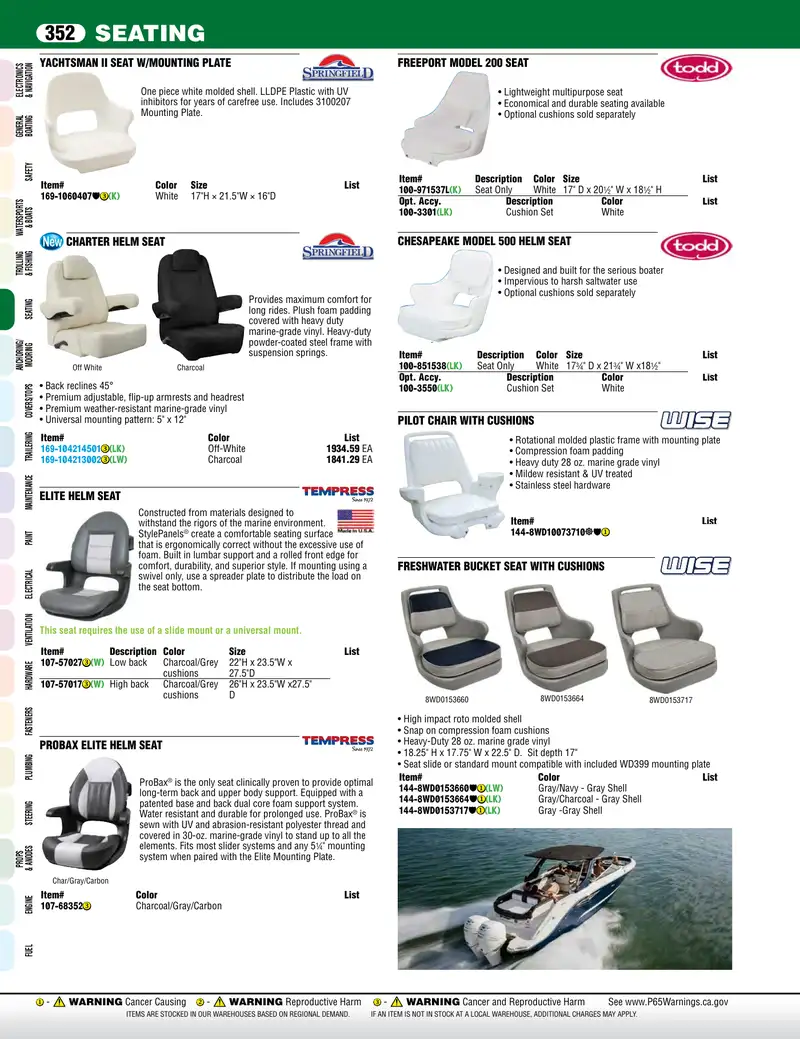 352 SEATING
ELECTRONICS
& NAVIGATION
GENERAL
BOATING
SAFETY
WATERSPORTS
& BOATS
TROLLING
& FISHING
SEATING
ANCHORING/
MOORING
COVERS/TOPS
TRAILERING
MAINTENANCE
PAINT
ELECTRICAL
VENTILATION
HARDWARE
FASTENERS
PLUMBING
STEERING
PROPS
& ANODES
ENGINE
FUEL
YACHTSMAN II SEAT W/MOUNTING PLATE
SPRINGFIELD
One piece white molded shell. LLDPE Plastic with UV
inhibitors for years of carefree use. Includes 3100207
Mounting Plate.
Item# Color Size List
169-1060407 3 (K) White 17"H × 21.5"W × 16"D
New CHARTER HELM SEAT
SPRINGFIELD
Provides maximum comfort for
long rides. Plush foam padding
covered with heavy duty
marine-grade vinyl. Heavy-duty
powder-coated steel frame with
suspension springs.
Off White Charcoal
• Back reclines 45°
• Premium adjustable, flip-up armrests and headrest
• Premium weather-resistant marine-grade vinyl
• Universal mounting pattern: 5" x 12"
Item# Color List
169-104214501 3 (LK) Off-White 1934.59 EA
169-104213002 3 (LW) Charcoal 1841.29 EA
ELITE HELM SEAT
TEMPRESS
Since 1972
Made in U.S.A.
Constructed from materials designed to
withstand the rigors of the marine environment.
StylePanels® create a comfortable seating surface
that is ergonomically correct without the excessive use of
foam. Built in lumbar support and a rolled front edge for
comfort, durability, and superior style. If mounting using a
swivel only, use a spreader plate to distribute the load on
the seat bottom.
This seat requires the use of a slide mount or a universal mount.
Item# Description Color Size List
107-57027 3 (W) Low back Charcoal/Grey 22"H x 23.5"W x
cushions 27.5"D
107-57017 3 (W) High back Charcoal/Grey 26"H x 23.5"W x27.5"
cushions D
PROBAX ELITE HELM SEAT
TEMPRESS
Since 1972
ProBax® is the only seat clinically proven to provide optimal
long-term back and upper body support. Equipped with a
patented base and back dual core foam support system.
Water resistant and durable for prolonged use. ProBax® is
sewn with UV and abrasion-resistant polyester thread and
covered in 30-oz. marine-grade vinyl to stand up to all the
elements. Fits most slider systems and any 5¼" mounting
system when paired with the Elite Mounting Plate.
Char/Gray/Carbon
Item# Color List
107-68352 3 Charcoal/Gray/Carbon
FREEPORT MODEL 200 SEAT
todd
• Lightweight multipurpose seat
• Economical and durable seating available
• Optional cushions sold separately
Item# Description Color Size List
100-971537L(K) Seat Only White 17" D x 20½" W x 18½" H
Opt. Accy. Description Color List
100-3301(LK) Cushion Set White
CHESAPEAKE MODEL 500 HELM SEAT
todd
• Designed and built for the serious boater
• Impervious to harsh saltwater use
• Optional cushions sold separately
Item# Description Color Size List
100-851538(LK) Seat Only White 17¾" D x 21¾" W x18½"
Opt. Accy. Description Color List
100-3550(LK) Cushion Set White
PILOT CHAIR WITH CUSHIONS
WISE
• Rotational molded plastic frame with mounting plate
• Compression foam padding
• Heavy duty 28 oz. marine grade vinyl
• Mildew resistant & UV treated
• Stainless steel hardware
Item# List
144-8WD10073710 1
FRESHWATER BUCKET SEAT WITH CUSHIONS
WISE
8WD0153660 8WD0153664 8WD0153717
• High impact roto molded shell
• Snap on compression foam cushions
• Heavy-Duty 28 oz. marine grade vinyl
• 18.25" H x 17.75" W x 22.5" D. Sit depth 17"
• Seat slide or standard mount compatible with included WD399 mounting plate
Item# Color List
144-8WD0153660 1 (LW) Gray/Navy - Gray Shell
144-8WD0153664 1 (LK) Gray/Charcoal - Gray Shell
144-8WD0153717 1 (LK) Gray -Gray Shell
1 - WARNING Cancer Causing 2 - WARNING Reproductive Harm 3 - WARNING Cancer and Reproductive Harm See www.P65Warnings.ca.gov
ITEMS ARE STOCKED IN OUR WAREHOUSES BASED ON REGIONAL DEMAND. IF AN ITEM IS NOT IN STOCK AT A LOCAL WAREHOUSE, ADDITIONAL CHARGES MAY APPLY.